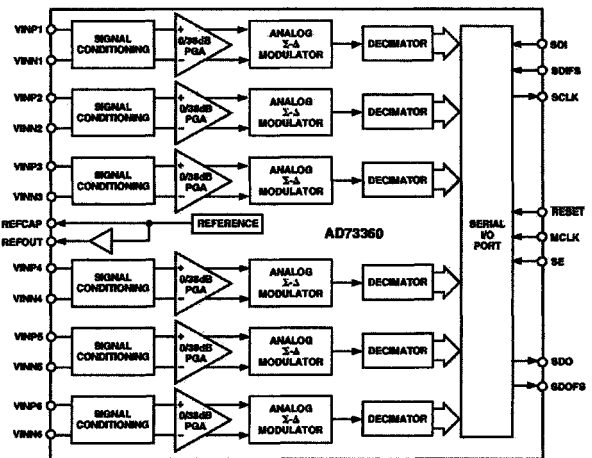 VINP1
VINN1
SIGNAL
CONDITIONING
0/38dB
PGA
ANALOG
Σ-Δ
MODULATOR
DECIMATOR
VINP2
VINN2
SIGNAL
CONDITIONING
0/38dB
PGA
ANALOG
Σ-Δ
MODULATOR
DECIMATOR
VINP3
VINN3
SIGNAL
CONDITIONING
0/38dB
PGA
ANALOG
Σ-Δ
MODULATOR
DECIMATOR
REFCAP
REFOUT
REFERENCE
AD73360
VINP4
VINN4
SIGNAL
CONDITIONING
0/38dB
PGA
ANALOG
Σ-Δ
MODULATOR
DECIMATOR
VINP5
VINN5
SIGNAL
CONDITIONING
0/38dB
PGA
ANALOG
Σ-Δ
MODULATOR
DECIMATOR
VINP6
VINN6
SIGNAL
CONDITIONING
0/38dB
PGA
ANALOG
Σ-Δ
MODULATOR
DECIMATOR
SERIAL
I/O
PORT
SDI
SDIFS
SCLK
RESET
MCLK
SE
SDO
SDOFS